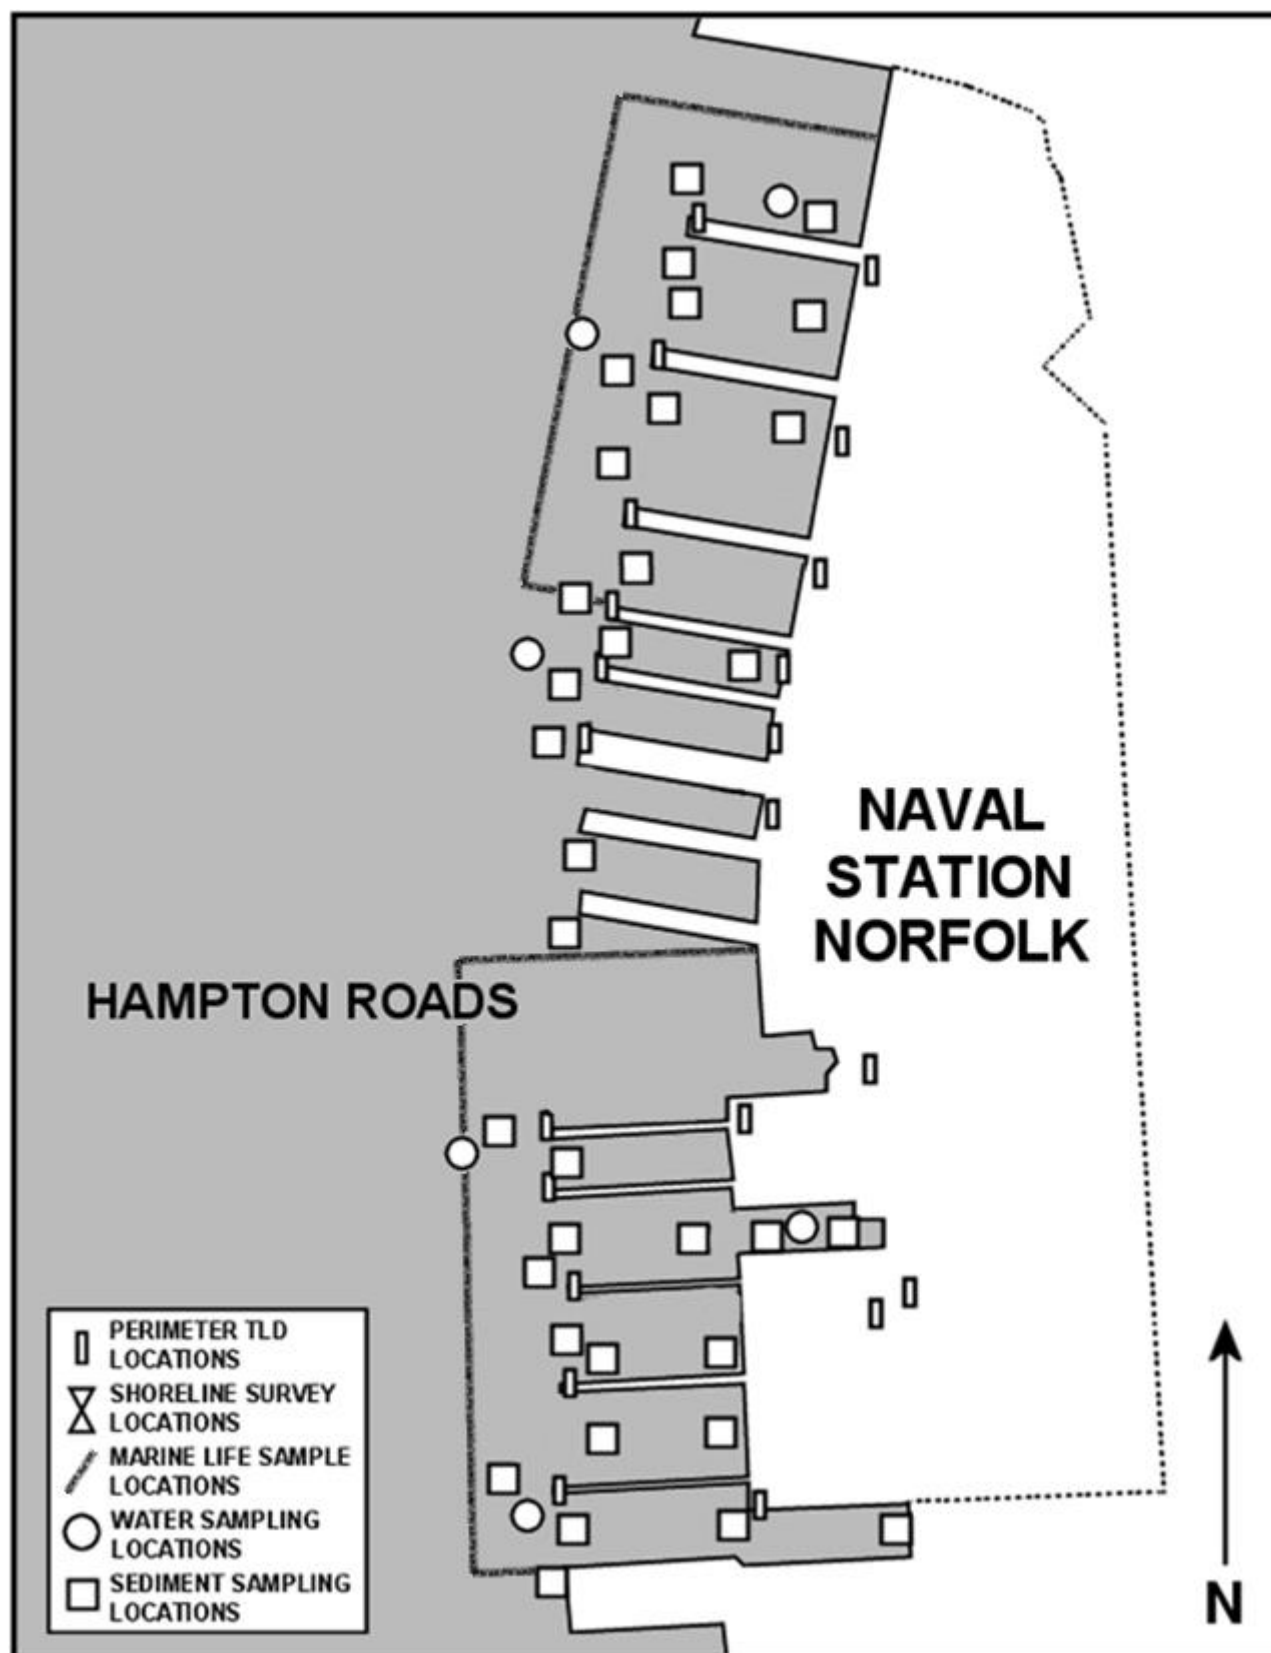 NAVAL
STATION
NORFOLK
HAMPTON ROADS
PERIMETER TLD
LOCATIONS
SHORELINE SURVEY
LOCATIONS
MARINE LIFE SAMPLE
LOCATIONS
WATER SAMPLING
LOCATIONS
SEDIMENT SAMPLING
LOCATIONS
N